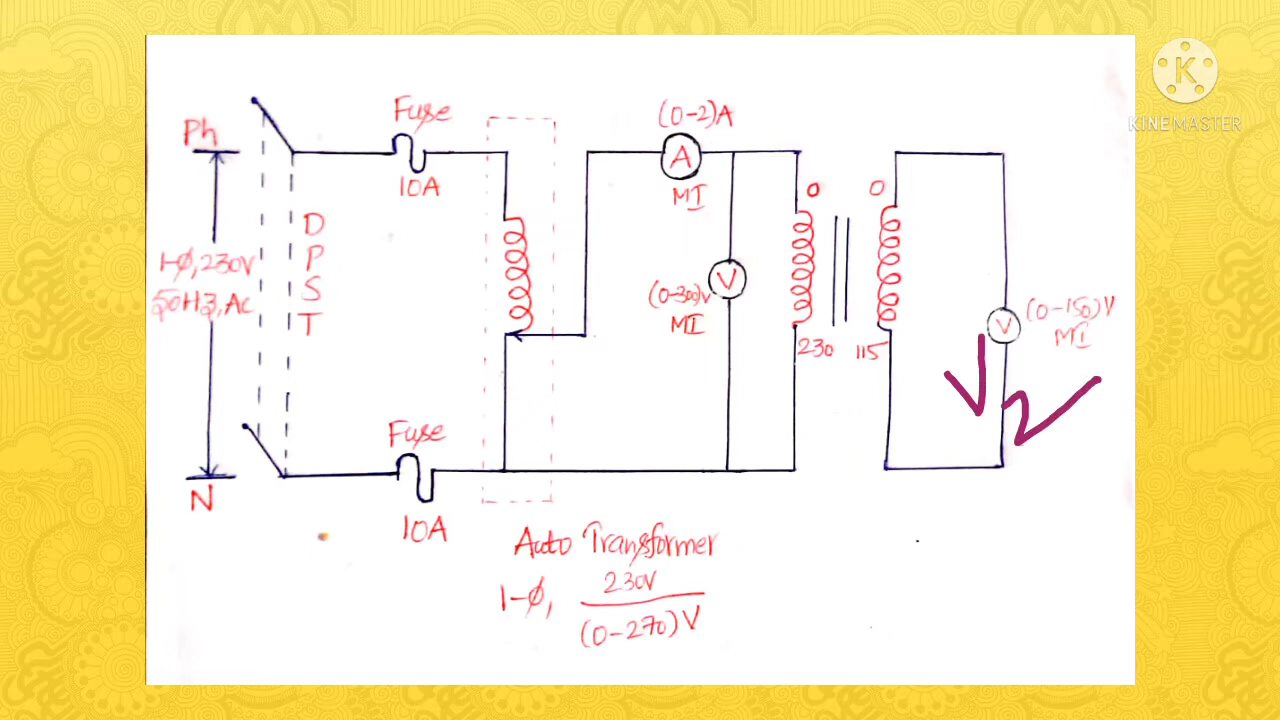 Ph
Fuse
10A
1-Ø, 230V
50Hz, AC
D
P
S
T
N
Fuse
10A
(0-2)A
A
MI
V
(0-300)V
MI
0
0
230
115
V
(0-150)V
MI
V2
Auto Transformer
1-Ø, 230V
(0-270)V
K
KINEMASTER